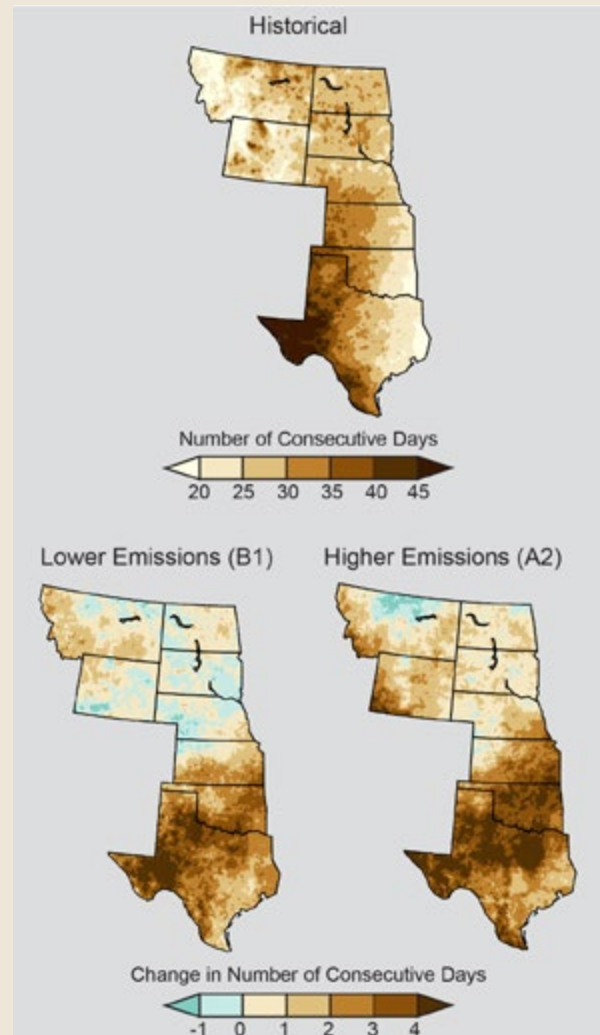 Historical
Number of Consecutive Days
20 25 30 35 40 45
Lower Emissions (B1) Higher Emissions (A2)
Change in Number of Consecutive Days
-1 0 1 2 3 4